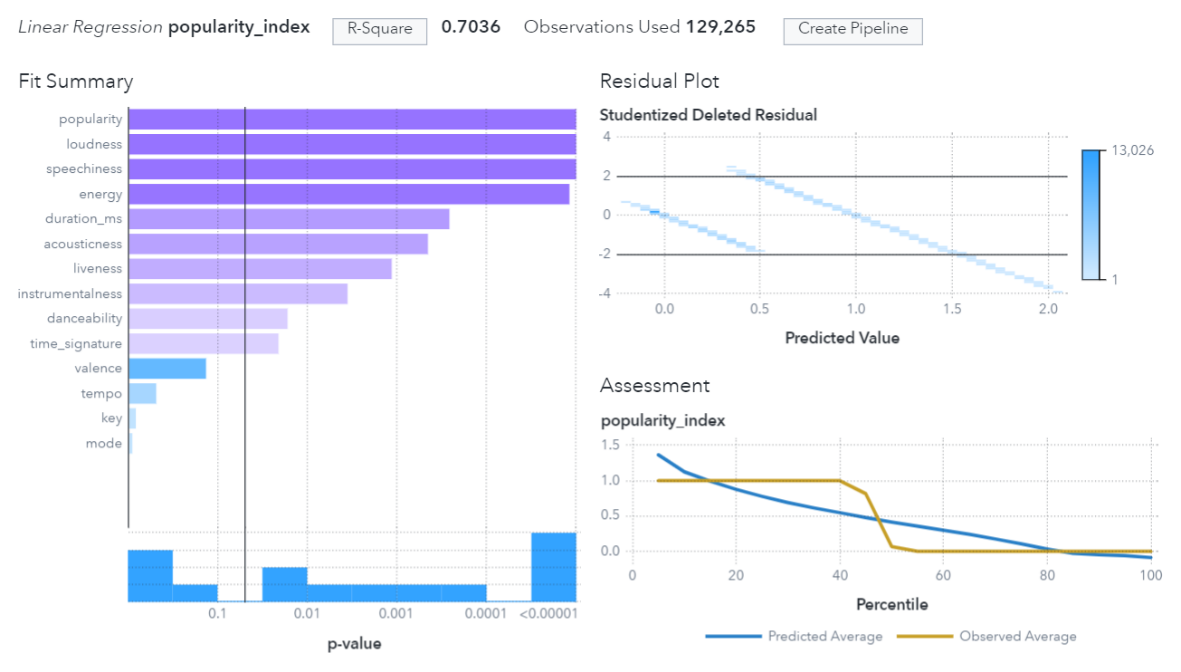 Linear Regression popularity_index R-Square 0.7036 Observations Used 129,265 Create Pipeline
Fit Summary
popularity
loudness
speechiness
energy
duration_ms
acousticness
liveness
instrumentalness
danceability
time_signature
valence
tempo
key
mode
0.1 0.01 0.001 0.0001 <0.00001
p-value
Residual Plot
Studentized Deleted Residual
4
2
0
-2
-4
0.0 0.5 1.0 1.5 2.0
Predicted Value
13,026
1
Assessment
popularity_index
1.5
1.0
0.5
0.0
0 20 40 60 80 100
Percentile
Predicted Average Observed Average